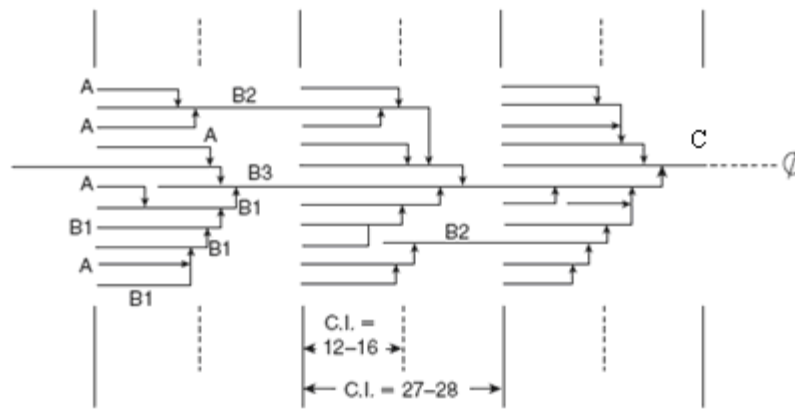 A
B2
A
A
C
B3
A
B1
B1
B1
B2
A
B1
C.I. =
12–16
C.I. = 27–28